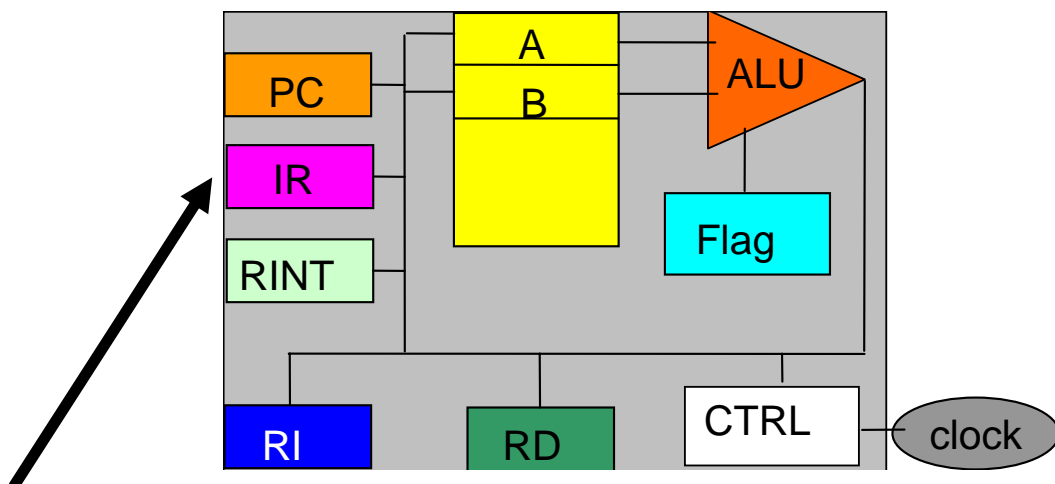 A
ALU
PC
B
IR
Flag
RINT
CTRL
clock
RI
RD